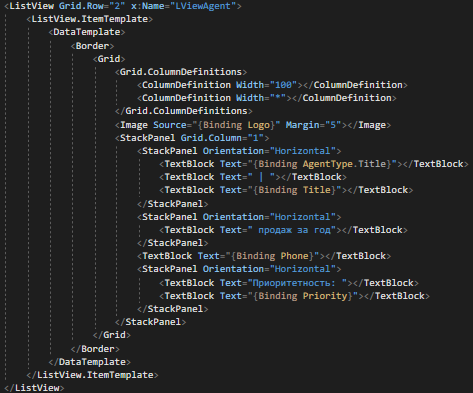 <ListView Grid.Row="2" x:Name="LViewAgent">
<ListView.ItemTemplate>
<DataTemplate>
<Border>
<Grid>
<Grid.ColumnDefinitions>
<ColumnDefinition Width="100"></ColumnDefinition>
<ColumnDefinition Width="*"></ColumnDefinition>
</Grid.ColumnDefinitions>
<Image Source="{Binding Logo}" Margin="5"></Image>
<StackPanel Grid.Column="1">
<StackPanel Orientation="Horizontal">
<TextBlock Text="{Binding AgentType.Title}"></TextBlock>
<TextBlock Text=" | "></TextBlock>
<TextBlock Text="{Binding Title}"></TextBlock>
</StackPanel>
<StackPanel Orientation="Horizontal">
<TextBlock Text=" продаж за год"></TextBlock>
</StackPanel>
<TextBlock Text="{Binding Phone}"></TextBlock>
<StackPanel Orientation="Horizontal">
<TextBlock Text="Приоритетность: "></TextBlock>
<TextBlock Text="{Binding Priority}"></TextBlock>
</StackPanel>
</StackPanel>
</Grid>
</Border>
</DataTemplate>
</ListView.ItemTemplate>
</ListView>